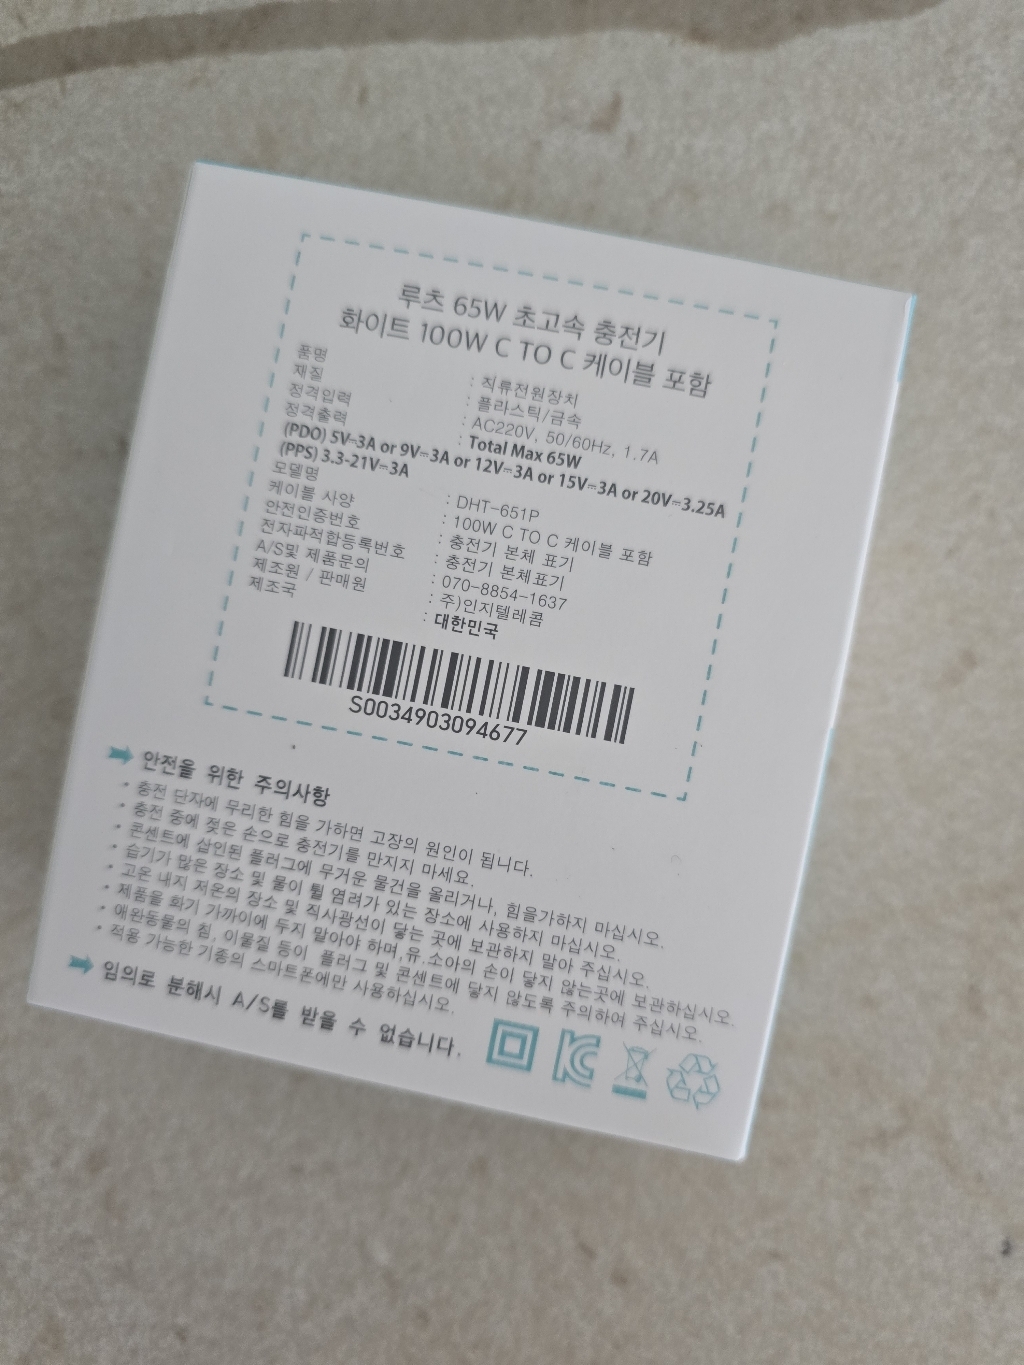 루츠 65W 초고속 충전기
화이트 100W C TO C 케이블 포함
품명 : 직류전원장치
재질 : 플라스틱/금속
정격입력 : AC220V, 50/60Hz, 1.7A
정격출력 : Total Max 65W
(PDO) 5V⎓3A or 9V⎓3A or 12V⎓3A or 15V⎓3A or 20V⎓3.25A
(PPS) 3.3-21V⎓3A
모델명 : DHT-651P
케이블 사양 : 100W C TO C 케이블 포함
안전인증번호 : 충전기 본체 표기
전자파적합등록번호 : 충전기 본체표기
A/S및 제품문의 : 070-8854-1637
제조원 / 판매원 : 주)인지텔레콤
제조국 : 대한민국
S0034903094677
안전을 위한 주의사항
• 충전 단자에 무리한 힘을 가하면 고장의 원인이 됩니다.
• 충전 중에 젖은 손으로 충전기를 만지지 마세요.
• 콘센트에 삽인된 플러그에 무거운 물건을 올리거나, 힘을가하지 마십시오.
• 습기가 많은 장소 및 물이 튈 염려가 있는 장소에 사용하지 마십시오.
• 고온 내지 저온의 장소 및 직사광선이 닿는 곳에 보관하지 말아 주십시오.
• 제품을 화기 가까이에 두지 말아야 하며,유.소아의 손이 닿지 않는곳에 보관하십시오.
• 애완동물의 침, 이물질 등이 플러그 및 콘센트에 닿지 않도록 주의하여 주십시오.
• 적용 가능한 기종의 스마트폰에만 사용하십시오.
임의로 분해시 A/S를 받을 수 없습니다.